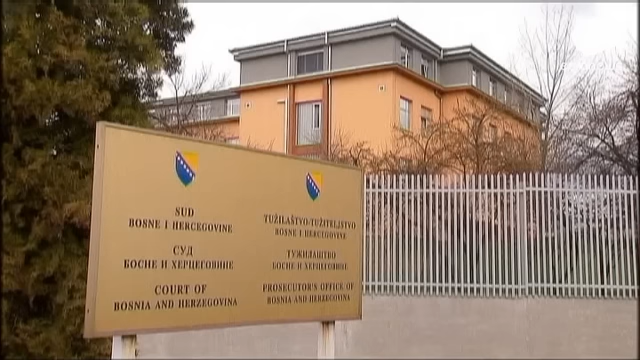 SUD
BOSNE I HERCEGOVINE
СУД
БОСНЕ И ХЕРЦЕГОВИНЕ
COURT OF
BOSNIA AND HERZEGOVINA
TUŽILAŠTVO-TUŽITELJSTVO
BOSNE I HERCEGOVINE
ТУЖИЛАШТВО
БОСНЕ И ХЕРЦЕГОВИНЕ
PROSECUTOR'S OFFICE OF
BOSNIA AND HERZEGOVINA